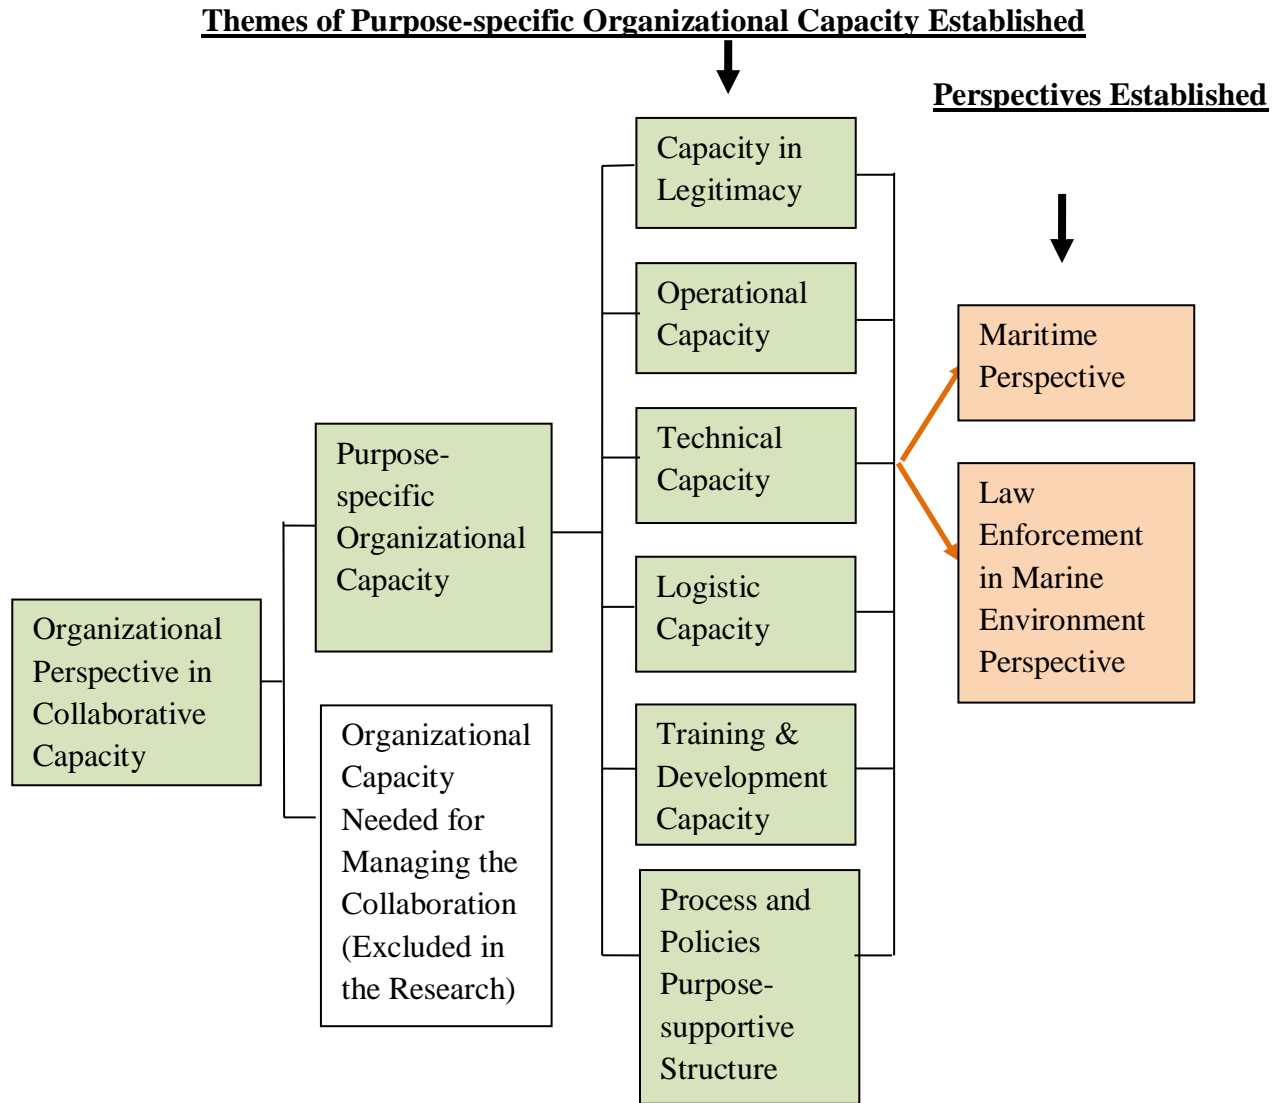 Themes of Purpose-specific Organizational Capacity Established
Perspectives Established
Capacity in
Legitimacy
Operational
Capacity
Technical
Capacity
Logistic
Capacity
Training &
Development
Capacity
Process and
Policies
Purpose-
supportive
Structure
Maritime
Perspective
Law
Enforcement
in Marine
Environment
Perspective
Purpose-
specific
Organizational
Capacity
Organizational
Perspective in
Collaborative
Capacity
Organizational
Capacity
Needed for
Managing the
Collaboration
(Excluded in
the Research)